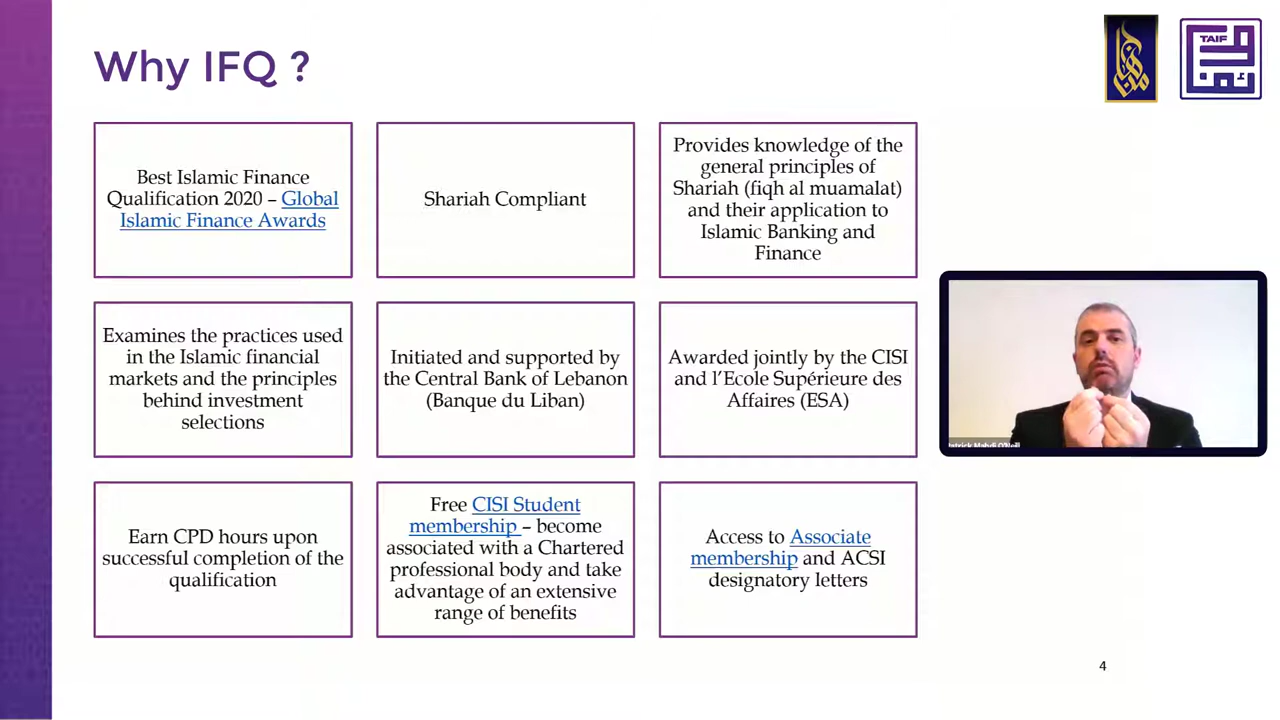 Why IFQ ?
TAIF
Best Islamic Finance
Qualification 2020 – Global
Islamic Finance Awards
Shariah Compliant
Provides knowledge of the
general principles of
Shariah (fiqh al muamalat)
and their application to
Islamic Banking and
Finance
Examines the practices used
in the Islamic financial
markets and the principles
behind investment
selections
Initiated and supported by
the Central Bank of Lebanon
(Banque du Liban)
Awarded jointly by the CISI
and l’Ecole Supérieure des
Affaires (ESA)
Patrick Mahdi O'Neill
Earn CPD hours upon
successful completion of the
qualification
Free CISI Student
membership – become
associated with a Chartered
professional body and take
advantage of an extensive
range of benefits
Access to Associate
membership and ACSI
designatory letters
4